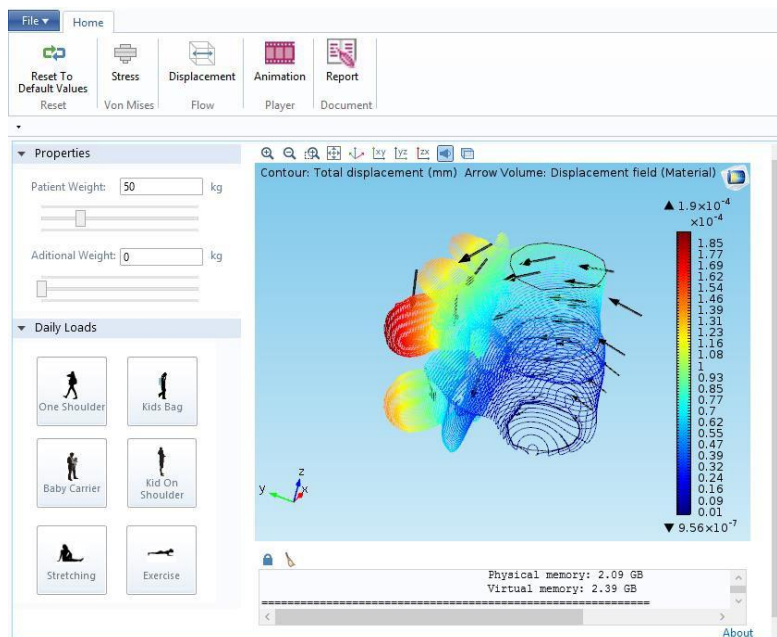 File Home
Reset To Default Values
Reset
Stress
Von Mises
Displacement
Flow
Animation
Player
Report
Document
Properties
Patient Weight: 50 kg
Aditional Weight: 0 kg
Daily Loads
One Shoulder
Kids Bag
Baby Carrier
Kid On Shoulder
Stretching
Exercise
xy yz zx
Contour: Total displacement (mm) Arrow Volume: Displacement field (Material)
▲ 1.9×10⁻⁴
×10⁻⁴
1.85
1.77
1.69
1.62
1.54
1.46
1.39
1.31
1.23
1.16
1.08
1
0.93
0.85
0.77
0.7
0.62
0.55
0.47
0.39
0.32
0.24
0.16
0.09
0.01
▼ 9.56×10⁻⁷
z
y x
Physical memory: 2.09 GB
Virtual memory: 2.39 GB
About